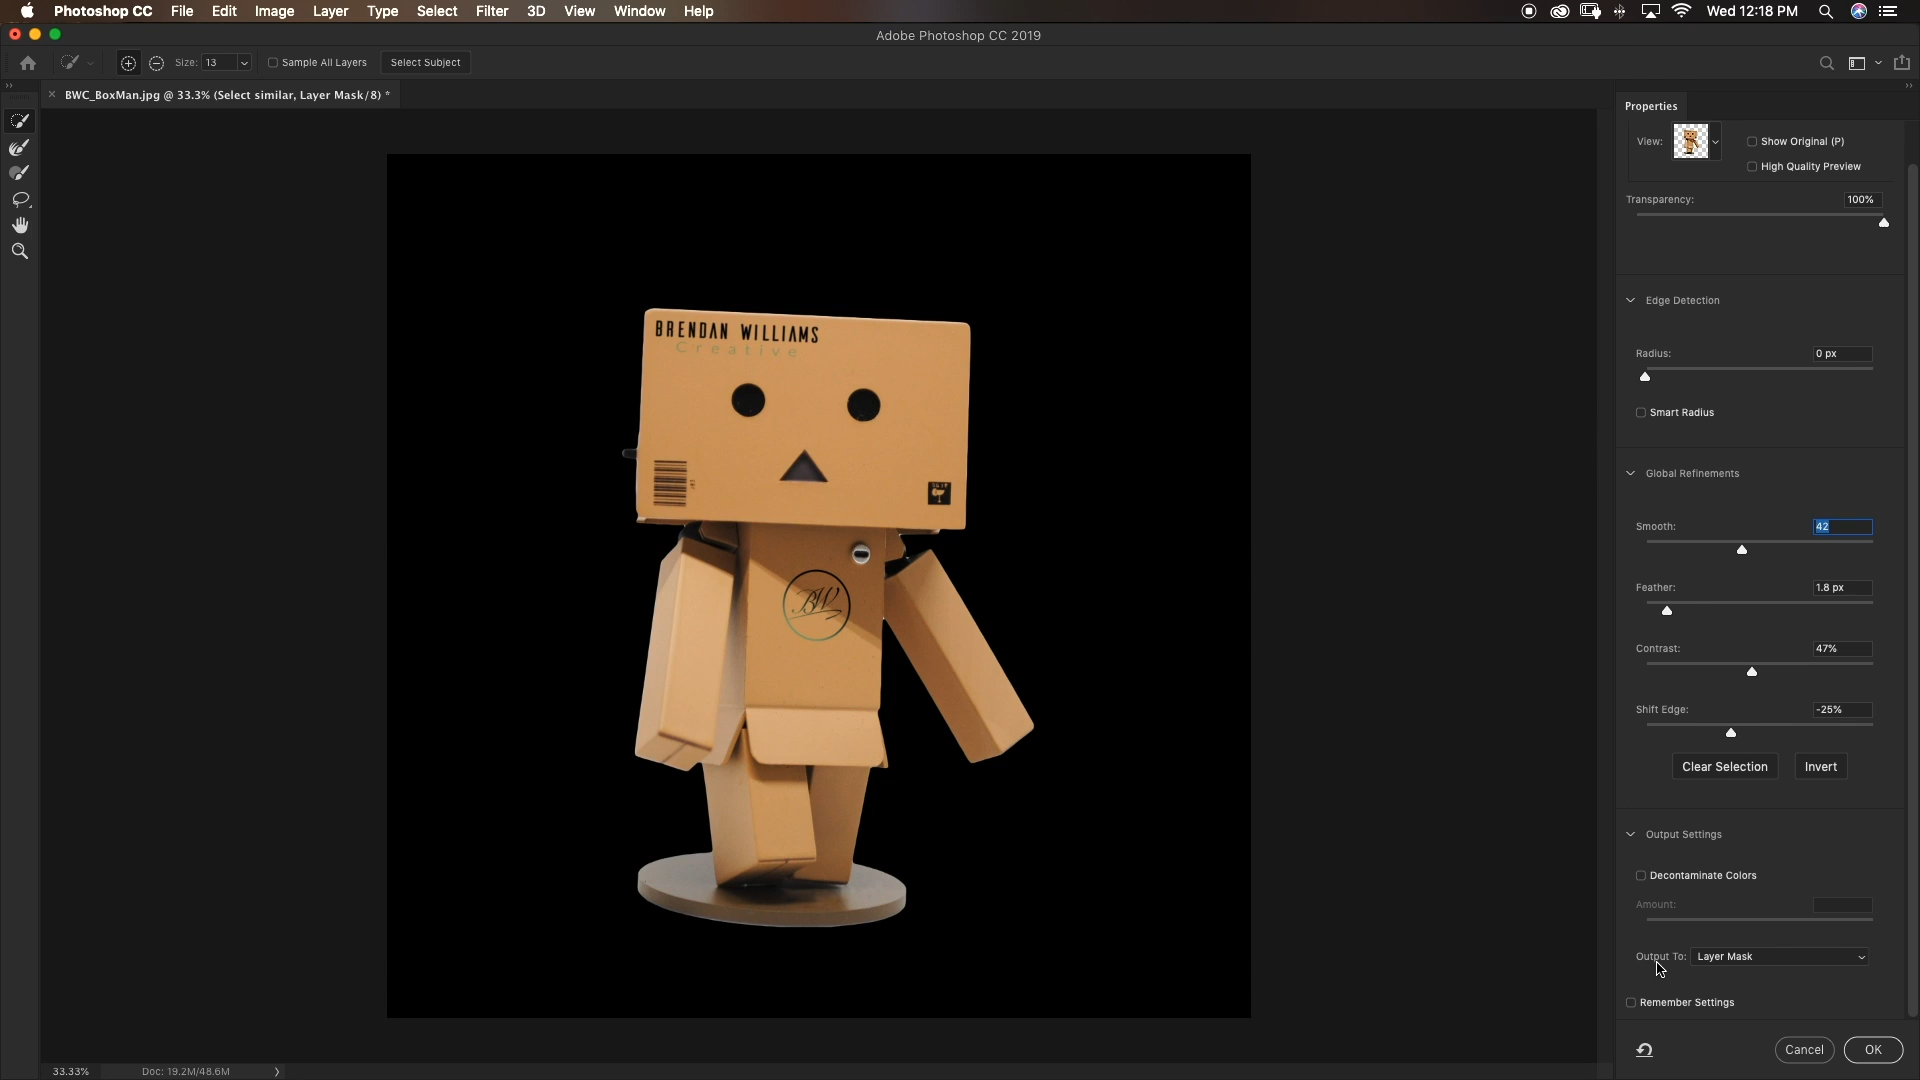 Photoshop CC File Edit Image Layer Type Select Filter 3D View Window Help Wed 12:18 PM
Adobe Photoshop CC 2019
Size: 13 Sample All Layers Select Subject
× BWC_BoxMan.jpg @ 33.3% (Select similar, Layer Mask/8) *
Properties
View: Show Original (P)
High Quality Preview
Transparency: 100%
Edge Detection
Radius: 0 px
Smart Radius
Global Refinements
Smooth: 42
Feather: 1.8 px
Contrast: 47%
Shift Edge: -25%
Clear Selection Invert
Output Settings
Decontaminate Colors
Amount:
Output To: Layer Mask
Remember Settings
Cancel OK
BRENDAN WILLIAMS
Creative
BW
33.33% Doc: 19.2M/48.6M